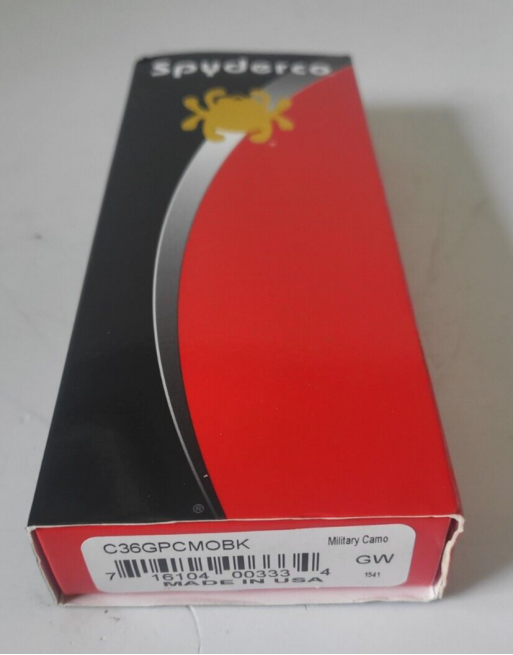 Spyderco
®
C36GPCMOBK
Military Camo
GW
7 16104 00333 4
1541
MADE IN USA